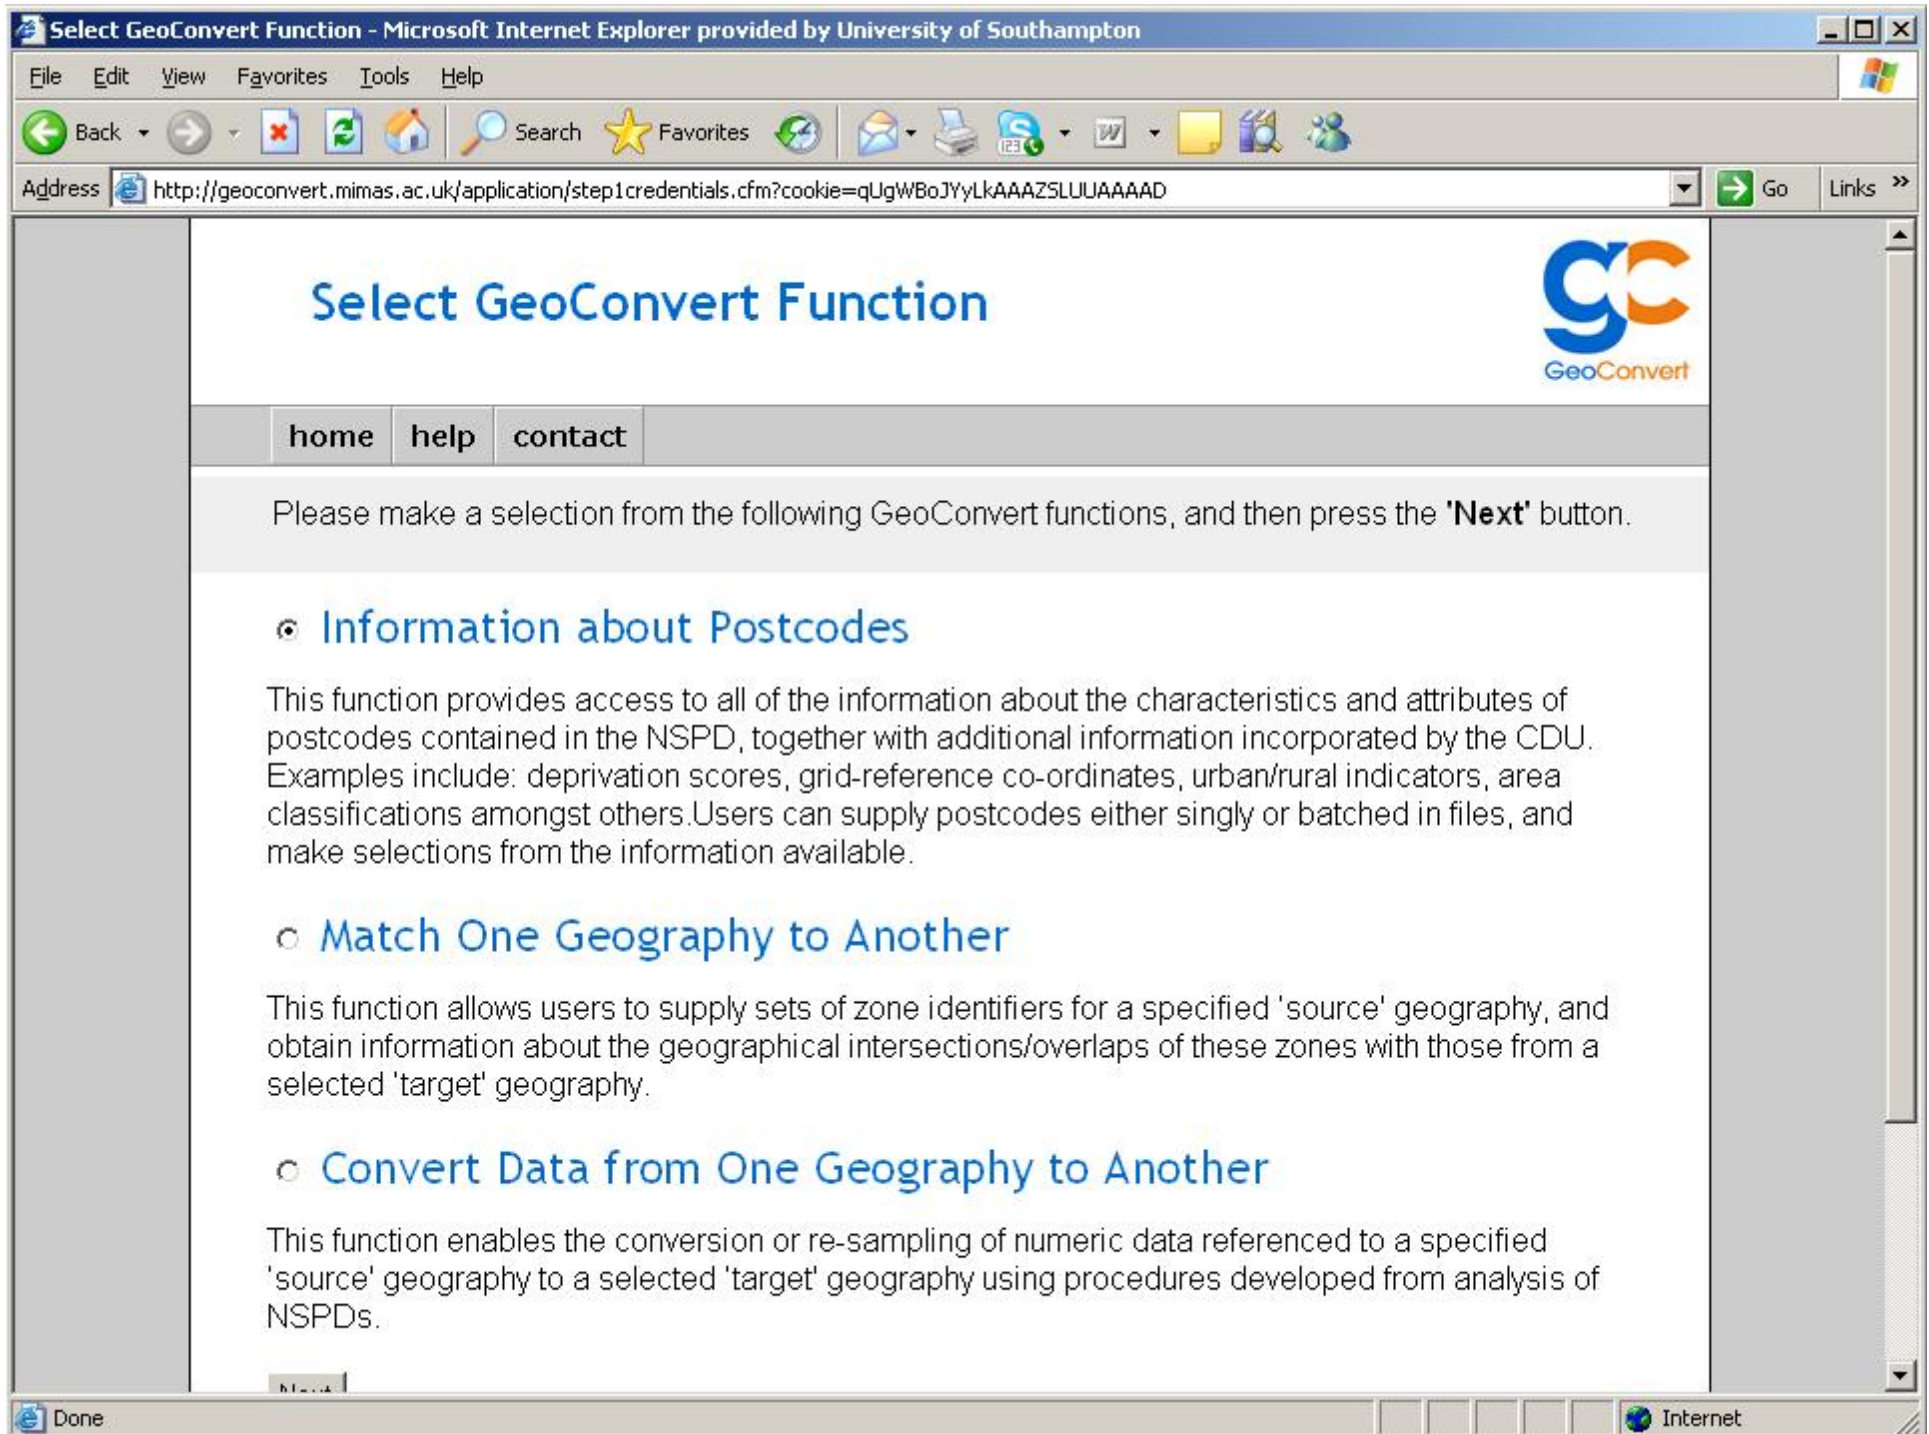 Select GeoConvert Function - Microsoft Internet Explorer provided by University of Southampton
File Edit View Favorites Tools Help
Back Search Favorites
Address http://geoconvert.mimas.ac.uk/application/step1credentials.cfm?cookie=qUgWBoJYyLkAAAZSLUUAAAAD Go Links »
Select GeoConvert Function
gc
GeoConvert
home help contact
Please make a selection from the following GeoConvert functions, and then press the 'Next' button.
Information about Postcodes
This function provides access to all of the information about the characteristics and attributes of
postcodes contained in the NSPD, together with additional information incorporated by the CDU.
Examples include: deprivation scores, grid-reference co-ordinates, urban/rural indicators, area
classifications amongst others.Users can supply postcodes either singly or batched in files, and
make selections from the information available.
Match One Geography to Another
This function allows users to supply sets of zone identifiers for a specified 'source' geography, and
obtain information about the geographical intersections/overlaps of these zones with those from a
selected 'target' geography.
Convert Data from One Geography to Another
This function enables the conversion or re-sampling of numeric data referenced to a specified
'source' geography to a selected 'target' geography using procedures developed from analysis of
NSPDs.
Next
Done Internet